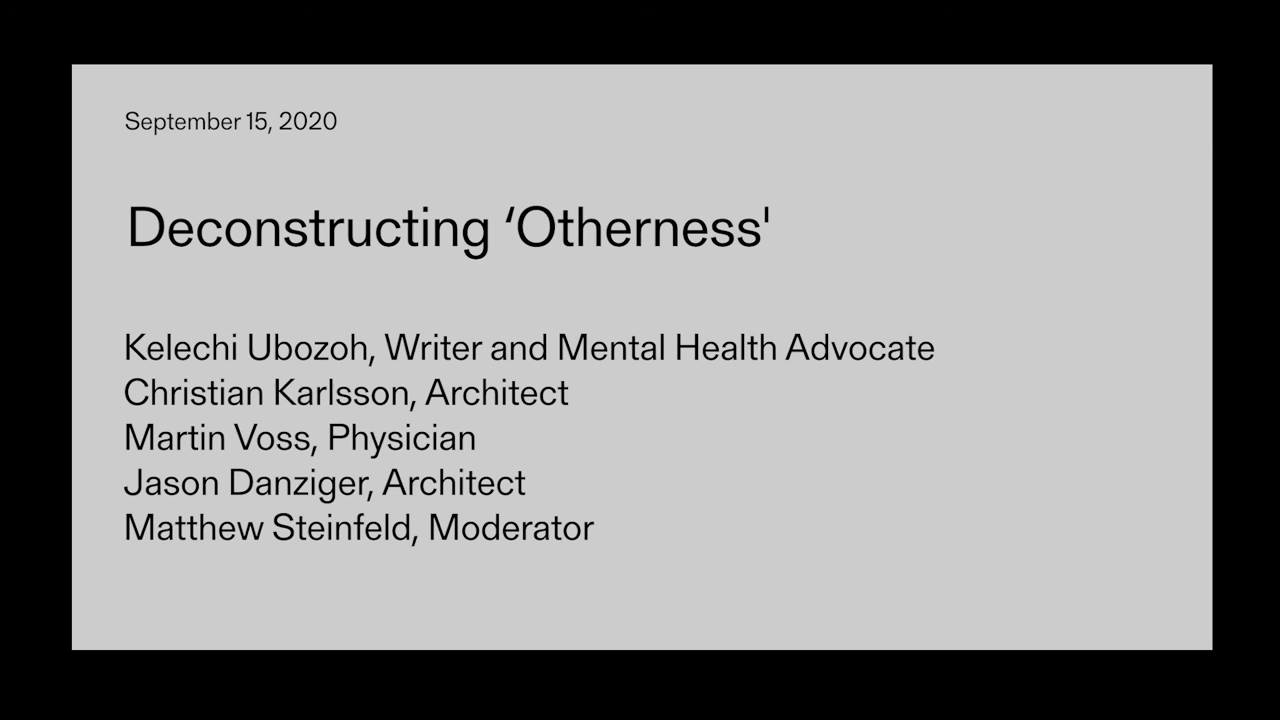 September 15, 2020
Deconstructing ‘Otherness'
Kelechi Ubozoh, Writer and Mental Health Advocate
Christian Karlsson, Architect
Martin Voss, Physician
Jason Danziger, Architect
Matthew Steinfeld, Moderator